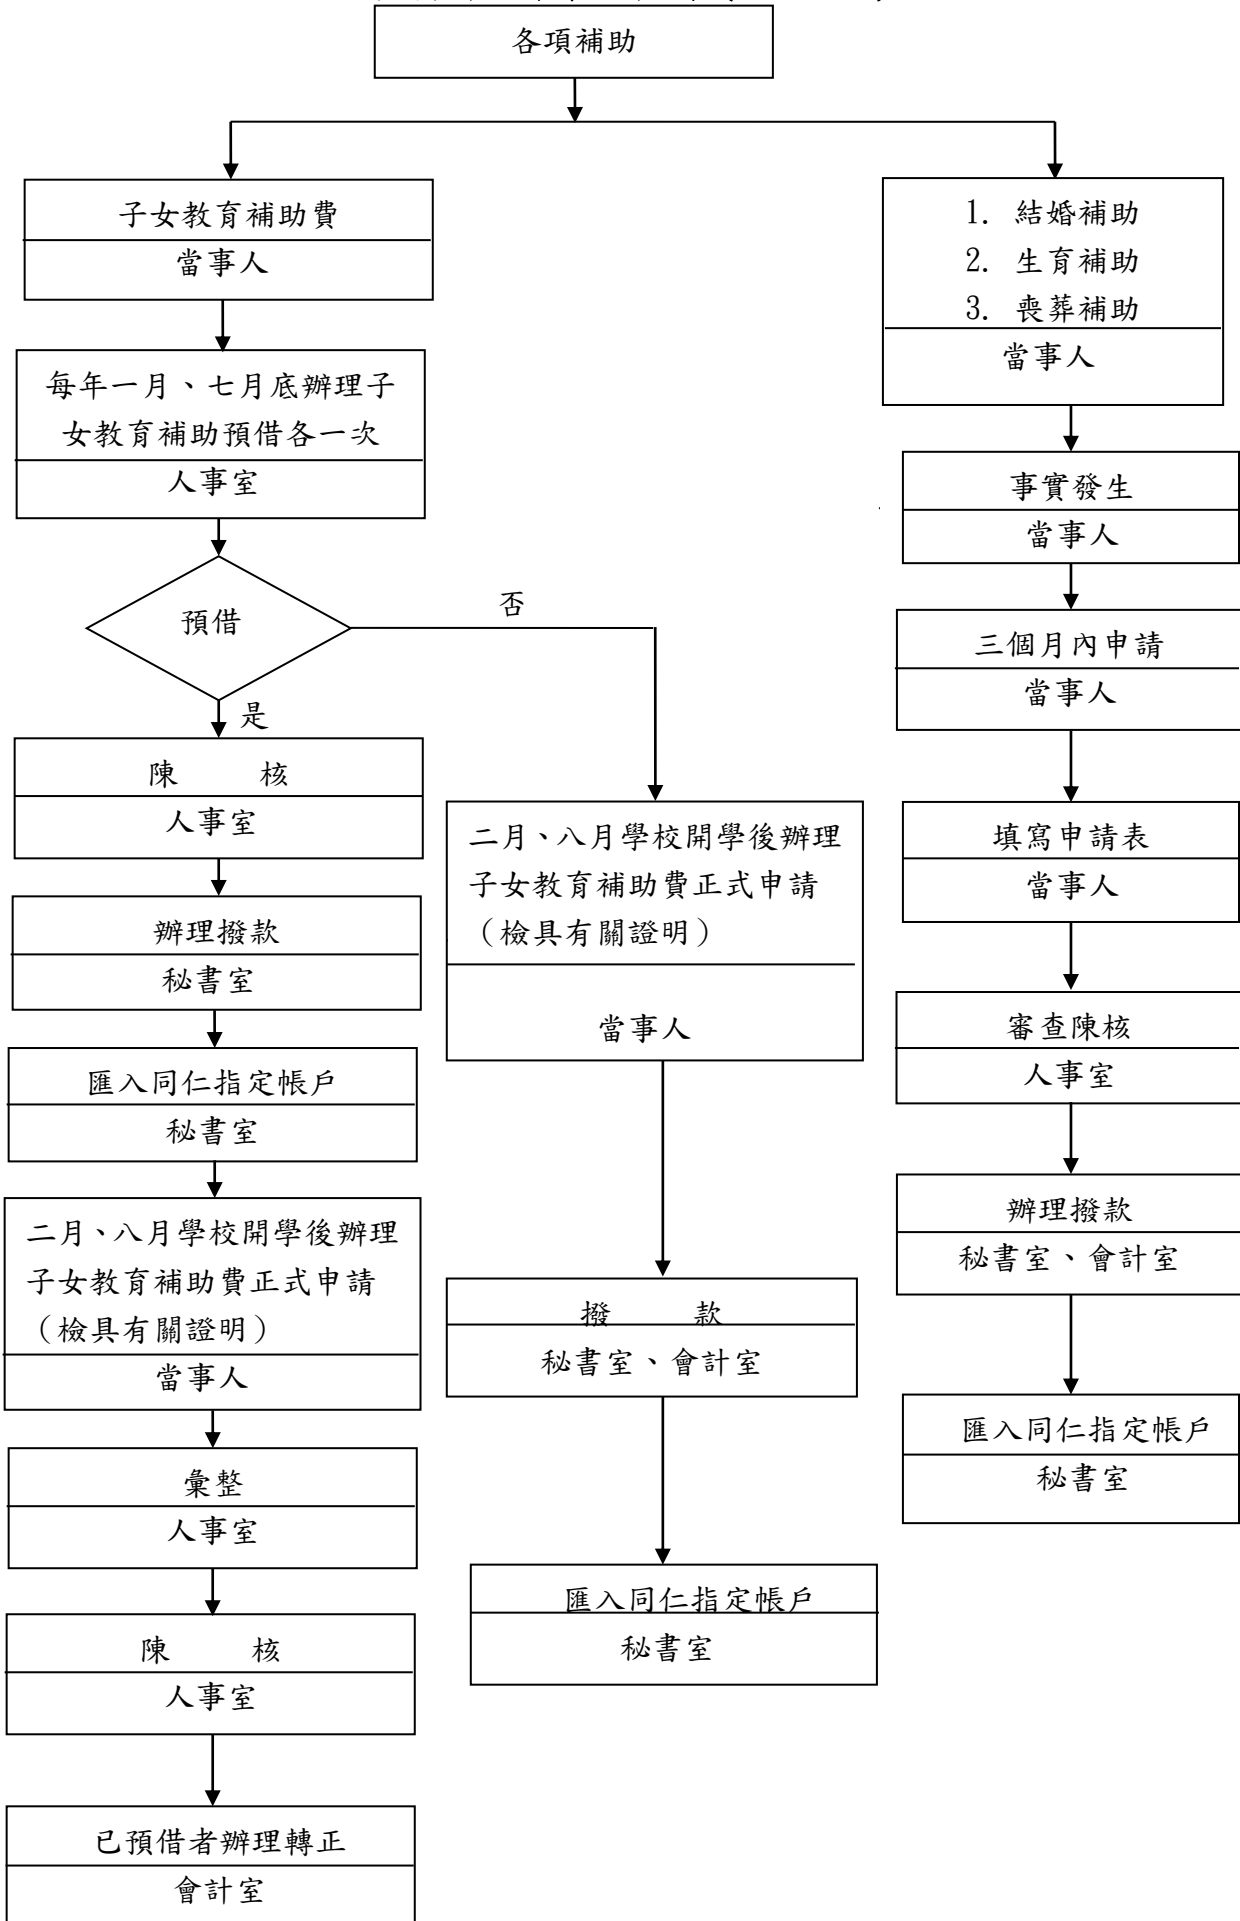 各項補助
子女教育補助費
當事人
每年一月、七月底辦理子
女教育補助預借各一次
人事室
預借
否
是
陳 核
人事室
辦理撥款
秘書室
匯入同仁指定帳戶
秘書室
二月、八月學校開學後辦理
子女教育補助費正式申請
（檢具有關證明）
當事人
彙整
人事室
陳 核
人事室
已預借者辦理轉正
會計室
二月、八月學校開學後辦理
子女教育補助費正式申請
（檢具有關證明）
當事人
撥 款
秘書室、會計室
匯入同仁指定帳戶
秘書室
1. 結婚補助
2. 生育補助
3. 喪葬補助
當事人
事實發生
當事人
三個月內申請
當事人
填寫申請表
當事人
審查陳核
人事室
辦理撥款
秘書室、會計室
匯入同仁指定帳戶
秘書室